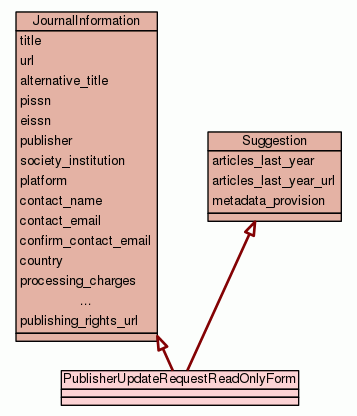 JournalInformation
title
url
alternative_title
pissn
eissn
publisher
society_institution
platform
contact_name
contact_email
confirm_contact_email
country
processing_charges
...
publishing_rights_url
Suggestion
articles_last_year
articles_last_year_url
metadata_provision
PublisherUpdateRequestReadOnlyForm